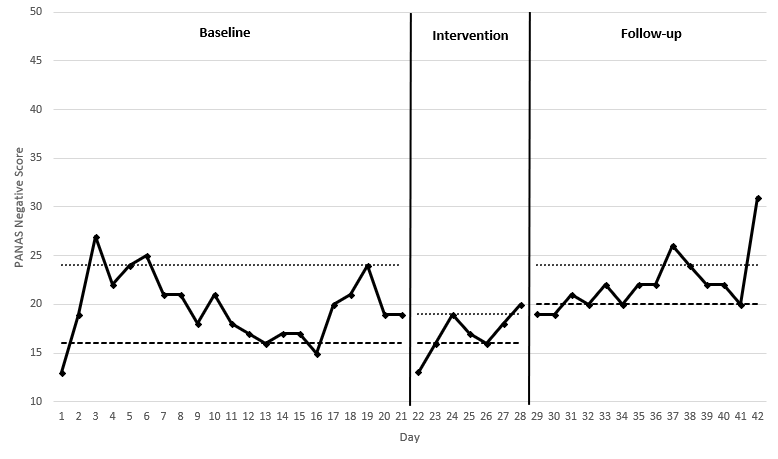 50
Baseline
Intervention
Follow-up
45
40
35
30
25
20
15
10
PANAS Negative Score
1 2 3 4 5 6 7 8 9 10 11 12 13 14 15 16 17 18 19 20 21 22 23 24 25 26 27 28 29 30 31 32 33 34 35 36 37 38 39 40 41 42
Day